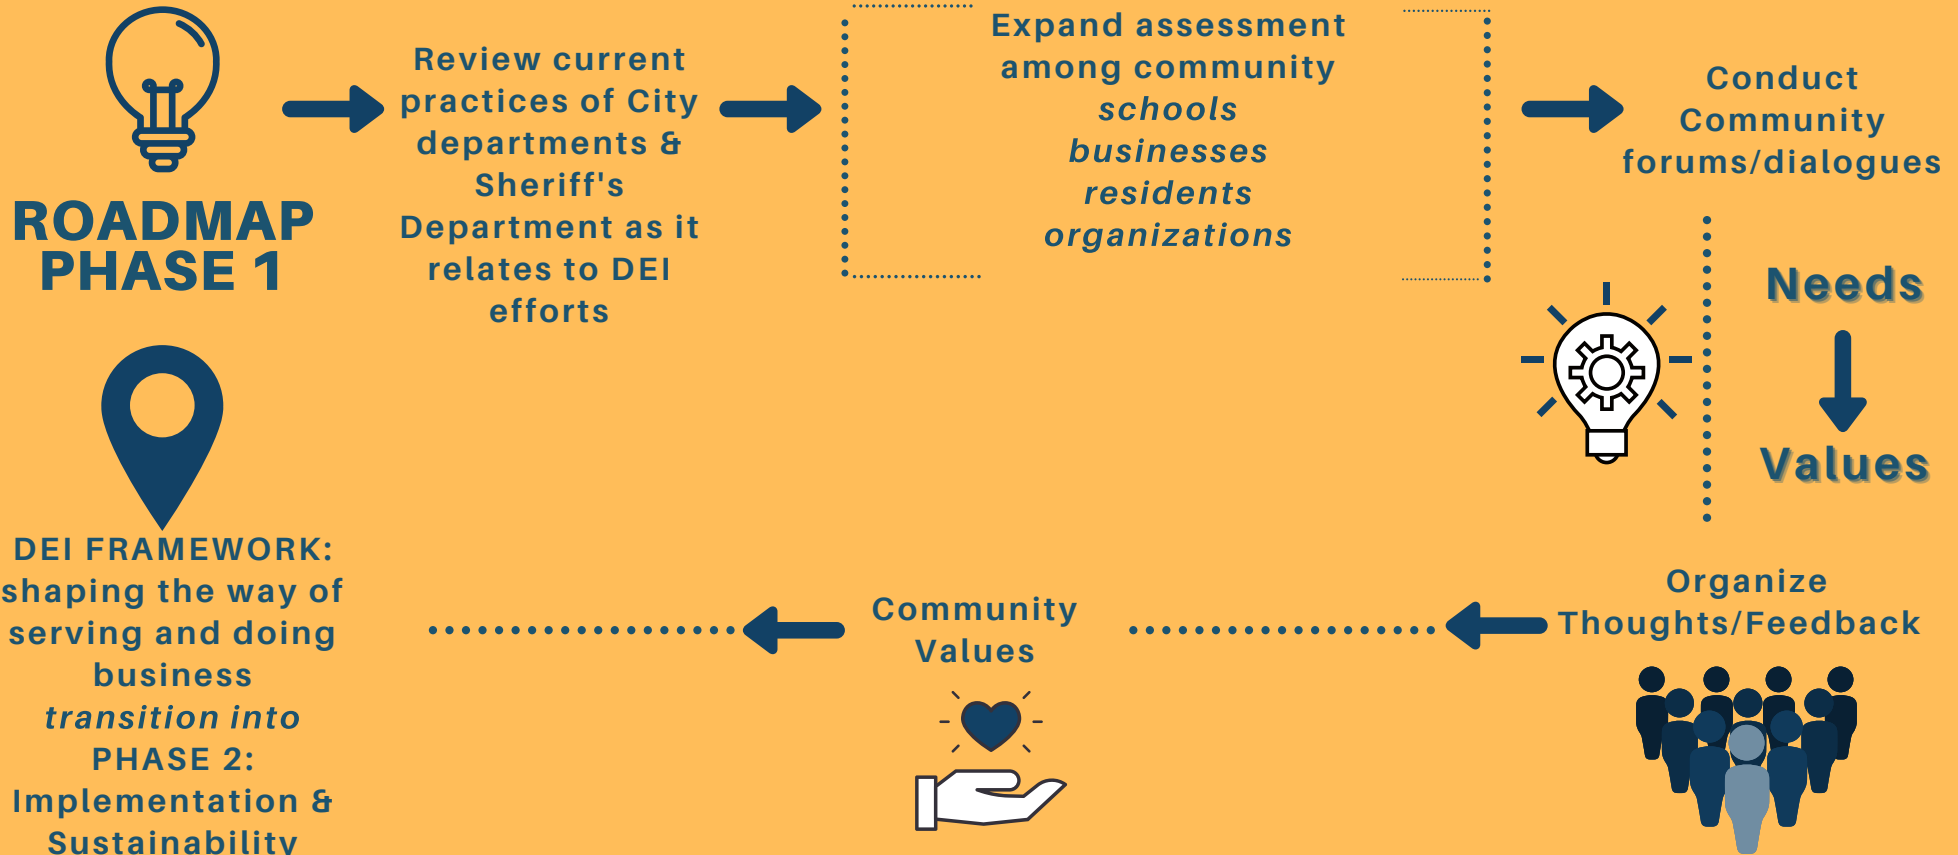 ROADMAP
PHASE 1
Review current
practices of City
departments &
Sheriff's
Department as it
relates to DEI
efforts
Expand assessment
among community
schools
businesses
residents
organizations
Conduct
Community
forums/dialogues
Needs
Values
Organize
Thoughts/Feedback
Community
Values
DEI FRAMEWORK:
shaping the way of
serving and doing
business
transition into
PHASE 2:
Implementation &
Sustainability